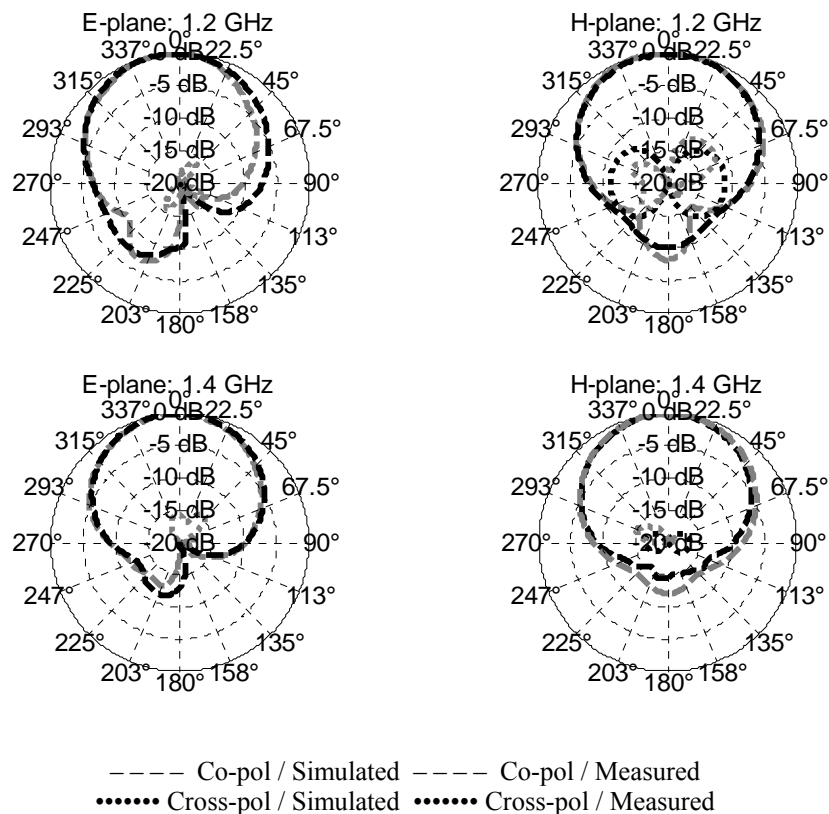 E-plane: 1.2 GHz
0°
337° 0 dB 22.5°
315° -5 dB 45°
293° -10 dB 67.5°
-15 dB
270° -20 dB 90°
247° 113°
225° 135°
203° 180° 158°
H-plane: 1.2 GHz
0°
337° 0 dB 22.5°
315° -5 dB 45°
293° -10 dB 67.5°
-15 dB
270° -20 dB 90°
247° 113°
225° 135°
203° 180° 158°
E-plane: 1.4 GHz
0°
337° 0 dB 22.5°
315° -5 dB 45°
293° -10 dB 67.5°
-15 dB
270° -20 dB 90°
247° 113°
225° 135°
203° 180° 158°
H-plane: 1.4 GHz
0°
337° 0 dB 22.5°
315° -5 dB 45°
293° -10 dB 67.5°
-15 dB
270° -20 dB 90°
247° 113°
225° 135°
203° 180° 158°
Co-pol / Simulated Co-pol / Measured
Cross-pol / Simulated Cross-pol / Measured